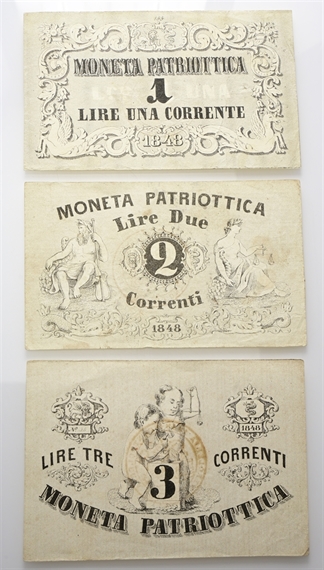 MONETA PATRIOTTICA
1
LIRE UNA CORRENTE
1848
MONETA PATRIOTTICA
Lire Due
2
Correnti
1848
1848
LIRE TRE
CORRENTI
3
MONETA PATRIOTTICA